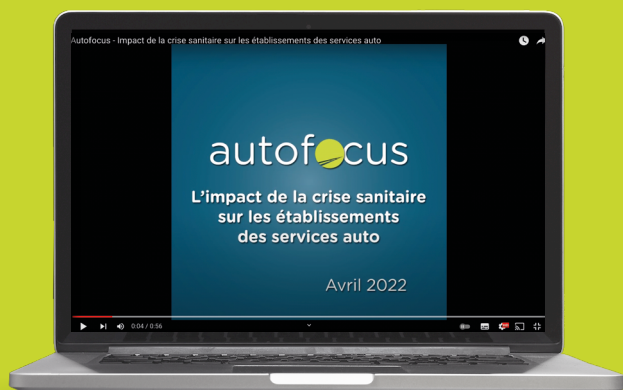 Autofocus - Impact de la crise sanitaire sur les établissements des services auto
autofocus
L'impact de la crise sanitaire
sur les établissements
des services auto
Avril 2022
0:04 / 0:56